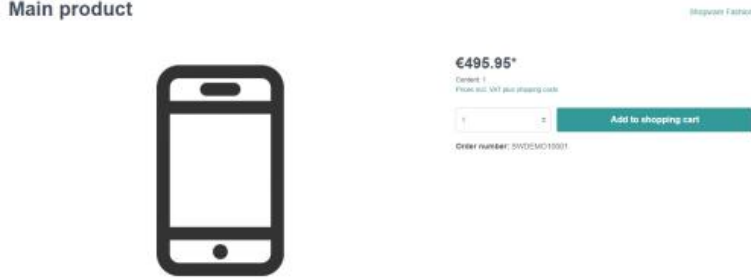 Main product
Shopware Fashion
€495.95*
Content: 1
Prices incl. VAT plus shipping costs
1
Add to shopping cart
Order number: SWDEMO10001